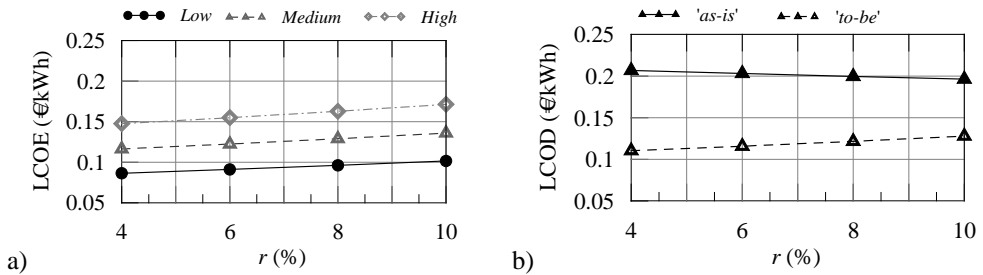 Low Medium High
0.25
0.2
0.15
0.1
0.05
LCOE (€/kWh)
4 6 8 10
r (%)
a)
'as-is' 'to-be'
0.25
0.2
0.15
0.1
0.05
LCOD (€/kWh)
4 6 8 10
r (%)
b)